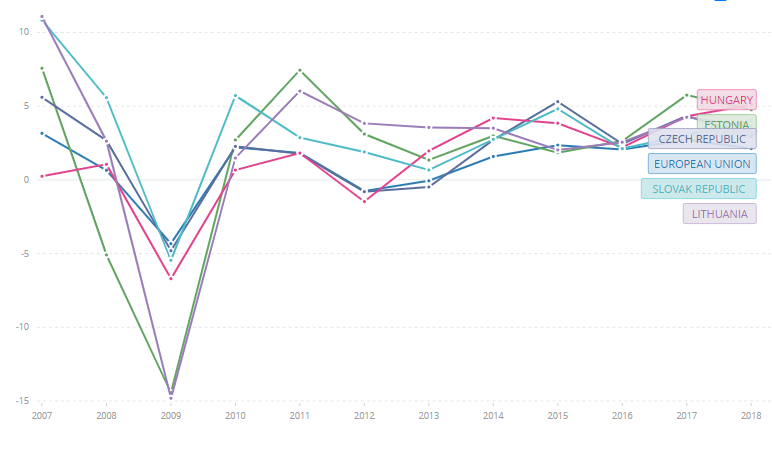 10
5
0
-5
-10
-15
HUNGARY
ESTONIA
CZECH REPUBLIC
EUROPEAN UNION
SLOVAK REPUBLIC
LITHUANIA
2007 2008 2009 2010 2011 2012 2013 2014 2015 2016 2017 2018